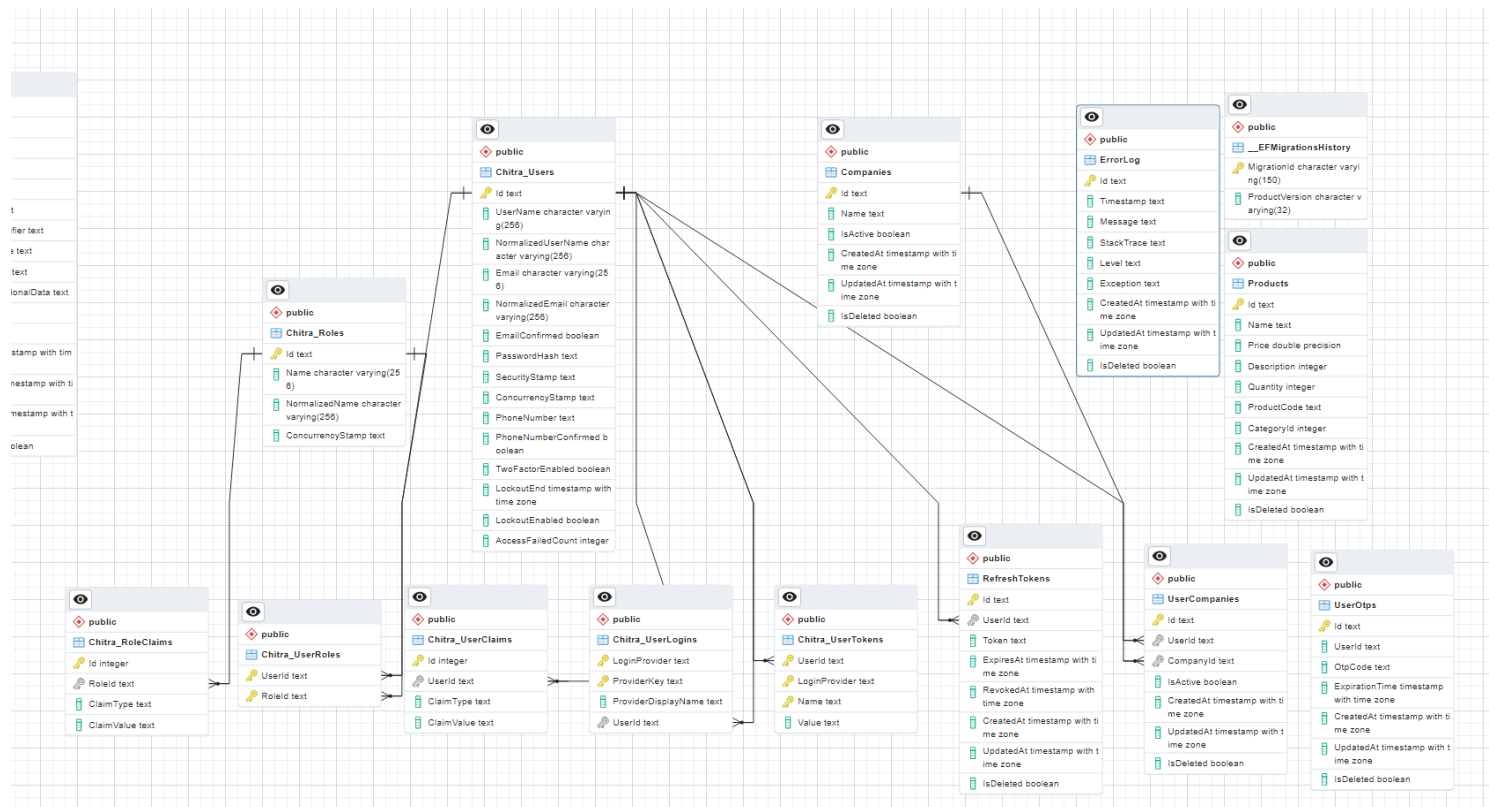 ifier text
e text
text
ionalData text
stamp with tim
mestamp with ti
mestamp with t
olean
public
Chitra_Roles
Id text
Name character varying(25
6)
NormalizedName character
varying(256)
ConcurrencyStamp text
public
Chitra_Users
Id text
UserName character varyin
g(256)
NormalizedUserName char
acter varying(256)
Email character varying(25
6)
NormalizedEmail character
varying(256)
EmailConfirmed boolean
PasswordHash text
SecurityStamp text
ConcurrencyStamp text
PhoneNumber text
PhoneNumberConfirmed b
oolean
TwoFactorEnabled boolean
LockoutEnd timestamp with
time zone
LockoutEnabled boolean
AccessFailedCount integer
public
Companies
Id text
Name text
IsActive boolean
CreatedAt timestamp with ti
me zone
UpdatedAt timestamp with t
ime zone
IsDeleted boolean
public
ErrorLog
Id text
Timestamp text
Message text
StackTrace text
Level text
Exception text
CreatedAt timestamp with ti
me zone
UpdatedAt timestamp with t
ime zone
IsDeleted boolean
public
__EFMigrationsHistory
MigrationId character varyi
ng(150)
ProductVersion character v
arying(32)
public
Products
Id text
Name text
Price double precision
Description integer
Quantity integer
ProductCode text
CategoryId integer
CreatedAt timestamp with ti
me zone
UpdatedAt timestamp with t
ime zone
IsDeleted boolean
public
Chitra_RoleClaims
Id integer
RoleId text
ClaimType text
ClaimValue text
public
Chitra_UserRoles
UserId text
RoleId text
public
Chitra_UserClaims
Id integer
UserId text
ClaimType text
ClaimValue text
public
Chitra_UserLogins
LoginProvider text
ProviderKey text
ProviderDisplayName text
UserId text
public
Chitra_UserTokens
UserId text
LoginProvider text
Name text
Value text
public
RefreshTokens
Id text
UserId text
Token text
ExpiresAt timestamp with ti
me zone
RevokedAt timestamp with
time zone
CreatedAt timestamp with ti
me zone
UpdatedAt timestamp with t
ime zone
IsDeleted boolean
public
UserCompanies
Id text
UserId text
CompanyId text
IsActive boolean
CreatedAt timestamp with ti
me zone
UpdatedAt timestamp with t
ime zone
IsDeleted boolean
public
UserOtps
Id text
UserId text
OtpCode text
ExpirationTime timestamp
with time zone
CreatedAt timestamp with ti
me zone
UpdatedAt timestamp with t
ime zone
IsDeleted boolean